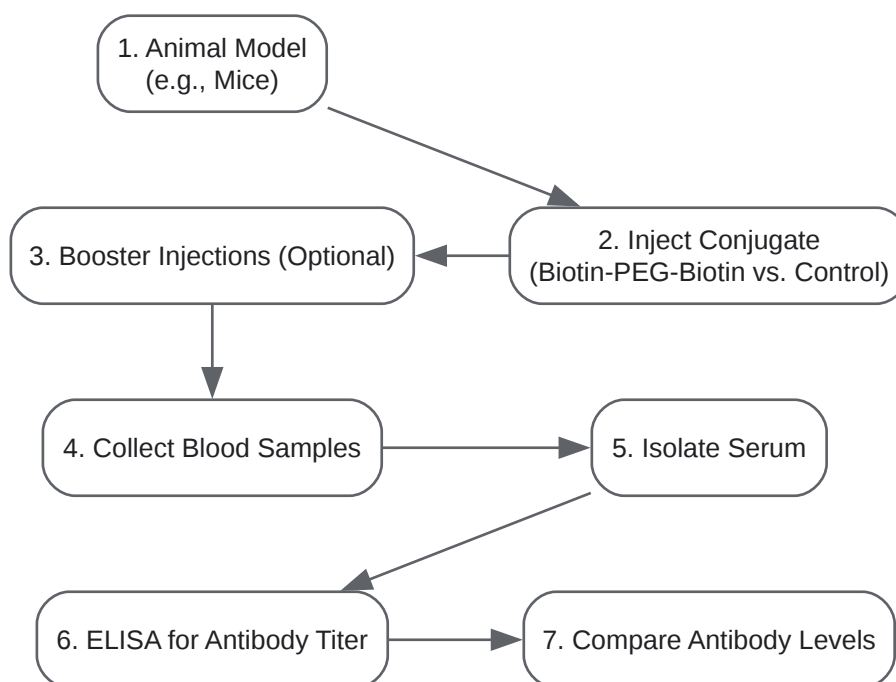 1. Animal Model
(e.g., Mice)
2. Inject Conjugate
(Biotin-PEG-Biotin vs. Control)
3. Booster Injections (Optional)
4. Collect Blood Samples
5. Isolate Serum
6. ELISA for Antibody Titer
7. Compare Antibody Levels